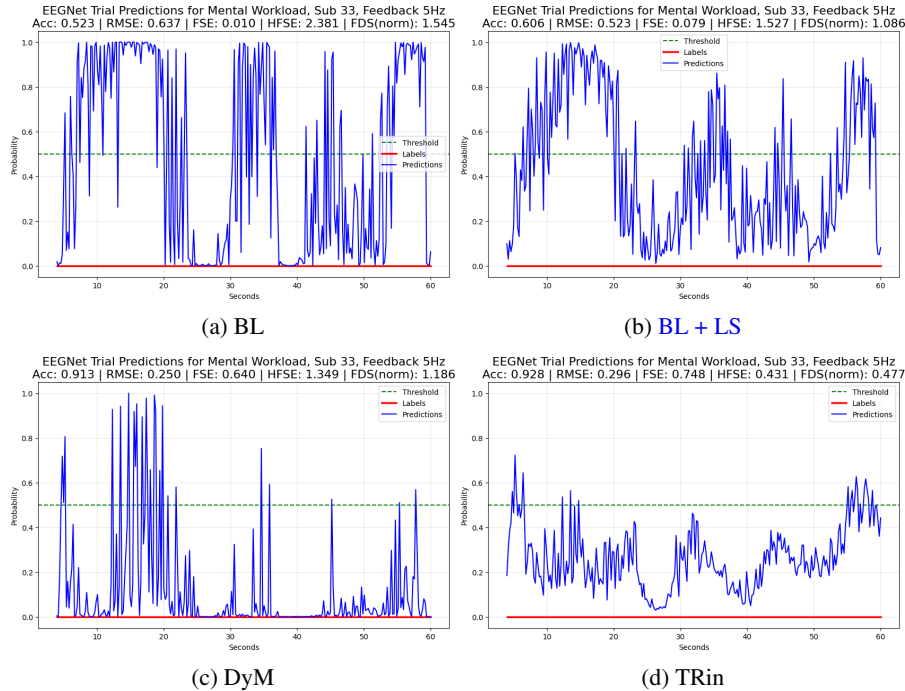 EEGNet Trial Predictions for Mental Workload, Sub 33, Feedback 5Hz
Acc: 0.523 | RMSE: 0.637 | FSE: 0.010 | HFSE: 2.381 | FDS(norm): 1.545
1.0
0.8
0.6
0.4
0.2
0.0
Probability
Threshold
Labels
Predictions
10 20 30 40 50 60
Seconds
(a) BL
EEGNet Trial Predictions for Mental Workload, Sub 33, Feedback 5Hz
Acc: 0.606 | RMSE: 0.523 | FSE: 0.079 | HFSE: 1.527 | FDS(norm): 1.086
1.0
0.8
0.6
0.4
0.2
0.0
Probability
Threshold
Labels
Predictions
10 20 30 40 50 60
Seconds
(b) BL + LS
EEGNet Trial Predictions for Mental Workload, Sub 33, Feedback 5Hz
Acc: 0.913 | RMSE: 0.250 | FSE: 0.640 | HFSE: 1.349 | FDS(norm): 1.186
1.0
0.8
0.6
0.4
0.2
0.0
Probability
Threshold
Labels
Predictions
10 20 30 40 50 60
Seconds
(c) DyM
EEGNet Trial Predictions for Mental Workload, Sub 33, Feedback 5Hz
Acc: 0.928 | RMSE: 0.296 | FSE: 0.748 | HFSE: 0.431 | FDS(norm): 0.477
1.0
0.8
0.6
0.4
0.2
0.0
Probability
Threshold
Labels
Predictions
10 20 30 40 50 60
Seconds
(d) TRin